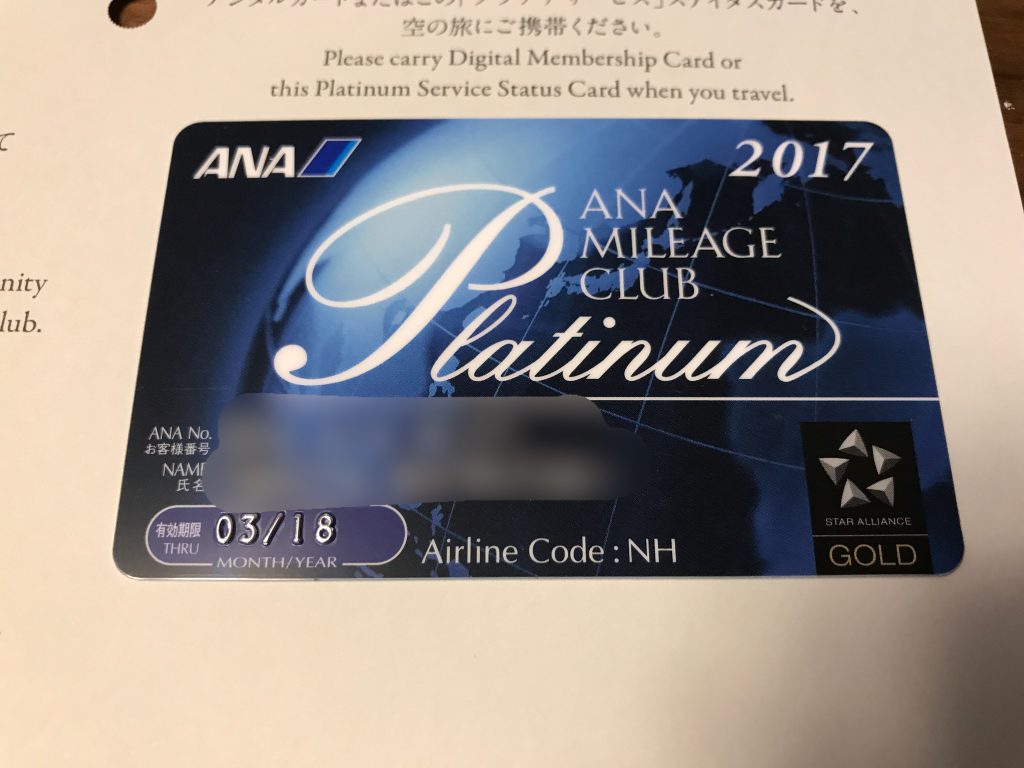 空の旅にご携帯ください。
Please carry Digital Membership Card or
this Platinum Service Status Card when you travel.
て
nity
lub.
ANA
2017
ANA
MILEAGE
CLUB
Platinum
ANA No.
お客様番号
NAM
氏名
有効期限
THRU
03/18
MONTH/YEAR
Airline Code : NH
STAR ALLIANCE
GOLD